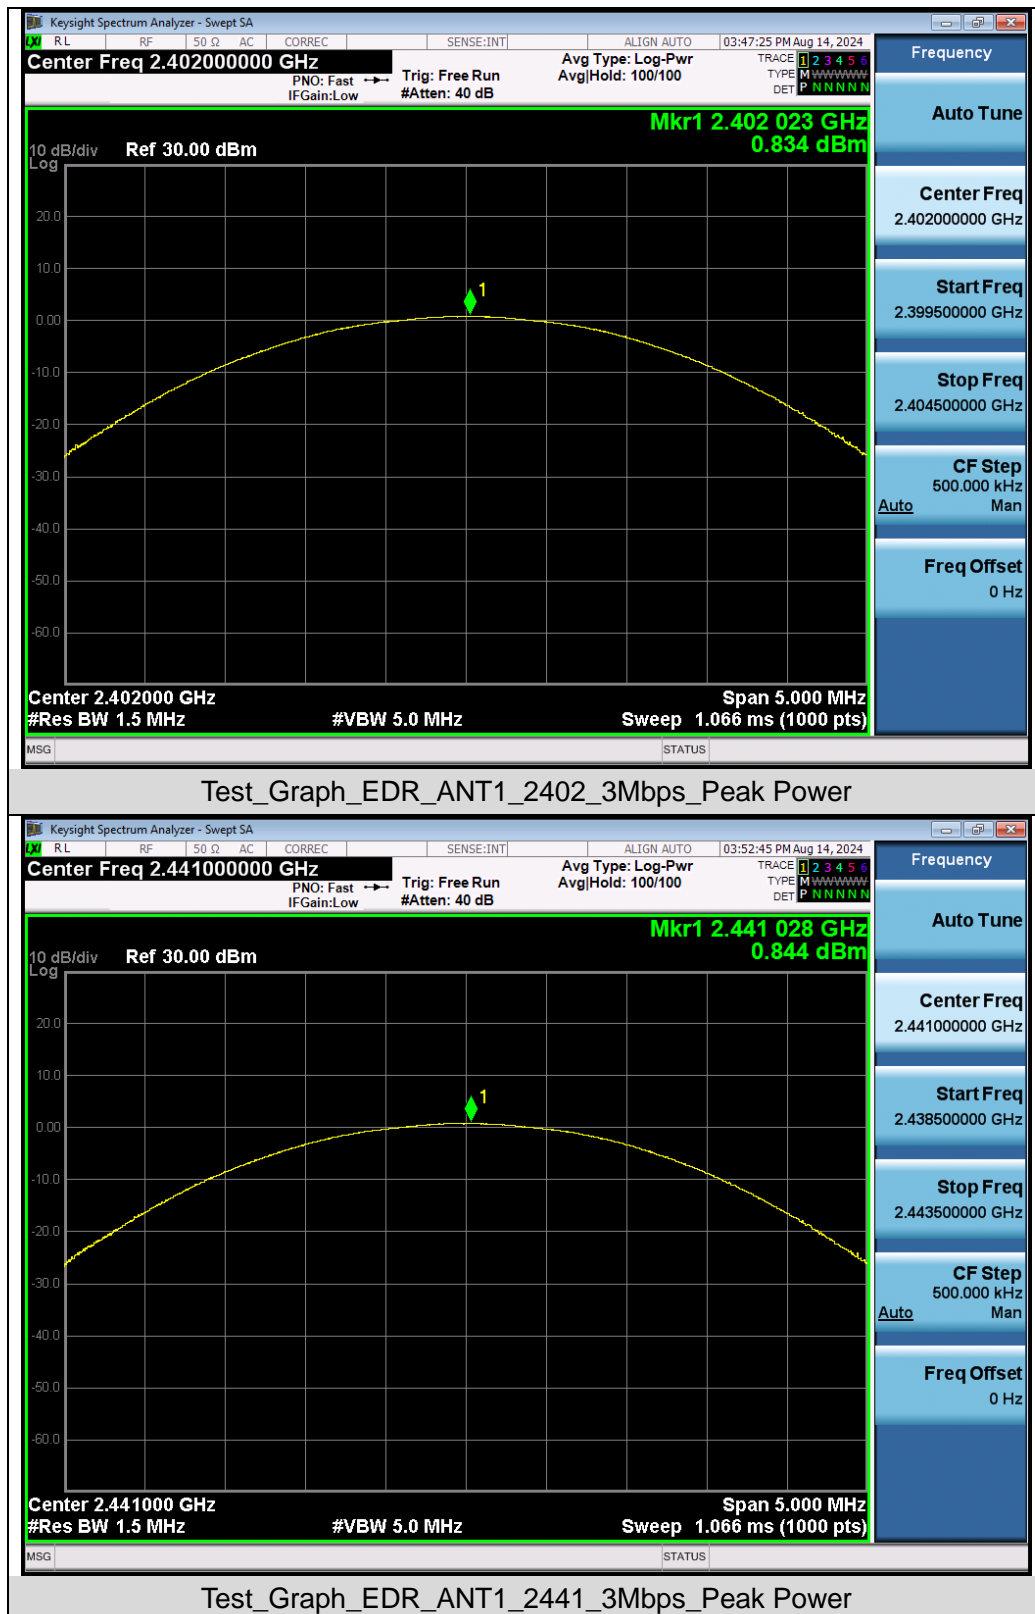 Keysight Spectrum Analyzer - Swept SA
LXI RL RF 50 Ω AC CORREC SENSE:INT ALIGN AUTO 03:47:25 PM Aug 14, 2024
Center Freq 2.402000000 GHz
PNO: Fast
IFGain:Low
Trig: Free Run
#Atten: 40 dB
Avg Type: Log-Pwr
Avg|Hold: 100/100
TRACE 1 2 3 4 5 6
TYPE M WWWWW
DET P N N N N N
Mkr1 2.402 023 GHz
0.834 dBm
10 dB/div Ref 30.00 dBm
Log
20.0
10.0
1
0.00
-10.0
-20.0
-30.0
-40.0
-50.0
-60.0
Center 2.402000 GHz Span 5.000 MHz
#Res BW 1.5 MHz #VBW 5.0 MHz Sweep 1.066 ms (1000 pts)
MSG STATUS
Frequency
Auto Tune
Center Freq
2.402000000 GHz
Start Freq
2.399500000 GHz
Stop Freq
2.404500000 GHz
CF Step
500.000 kHz
Auto Man
Freq Offset
0 Hz
Test_Graph_EDR_ANT1_2402_3Mbps_Peak Power
Keysight Spectrum Analyzer - Swept SA
LXI RL RF 50 Ω AC CORREC SENSE:INT ALIGN AUTO 03:52:45 PM Aug 14, 2024
Center Freq 2.441000000 GHz
PNO: Fast
IFGain:Low
Trig: Free Run
#Atten: 40 dB
Avg Type: Log-Pwr
Avg|Hold: 100/100
TRACE 1 2 3 4 5 6
TYPE M WWWWW
DET P N N N N N
Mkr1 2.441 028 GHz
0.844 dBm
10 dB/div Ref 30.00 dBm
Log
20.0
10.0
1
0.00
-10.0
-20.0
-30.0
-40.0
-50.0
-60.0
Center 2.441000 GHz Span 5.000 MHz
#Res BW 1.5 MHz #VBW 5.0 MHz Sweep 1.066 ms (1000 pts)
MSG STATUS
Frequency
Auto Tune
Center Freq
2.441000000 GHz
Start Freq
2.438500000 GHz
Stop Freq
2.443500000 GHz
CF Step
500.000 kHz
Auto Man
Freq Offset
0 Hz
Test_Graph_EDR_ANT1_2441_3Mbps_Peak Power